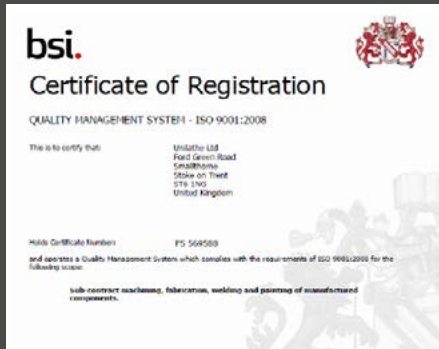 bsi.
Certificate of Registration
QUALITY MANAGEMENT SYSTEM - ISO 9001:2008
This is to certify that: Unilathe Ltd
Ford Green Road
Smallthorne
Stoke on Trent
ST6 1NG
United Kingdom
Holds Certificate Number: FS 569588
and operates a Quality Management System which complies with the requirements of ISO 9001:2008 for the
following scope:
Sub-contract machining, fabrication, welding and painting of manufactured
components.